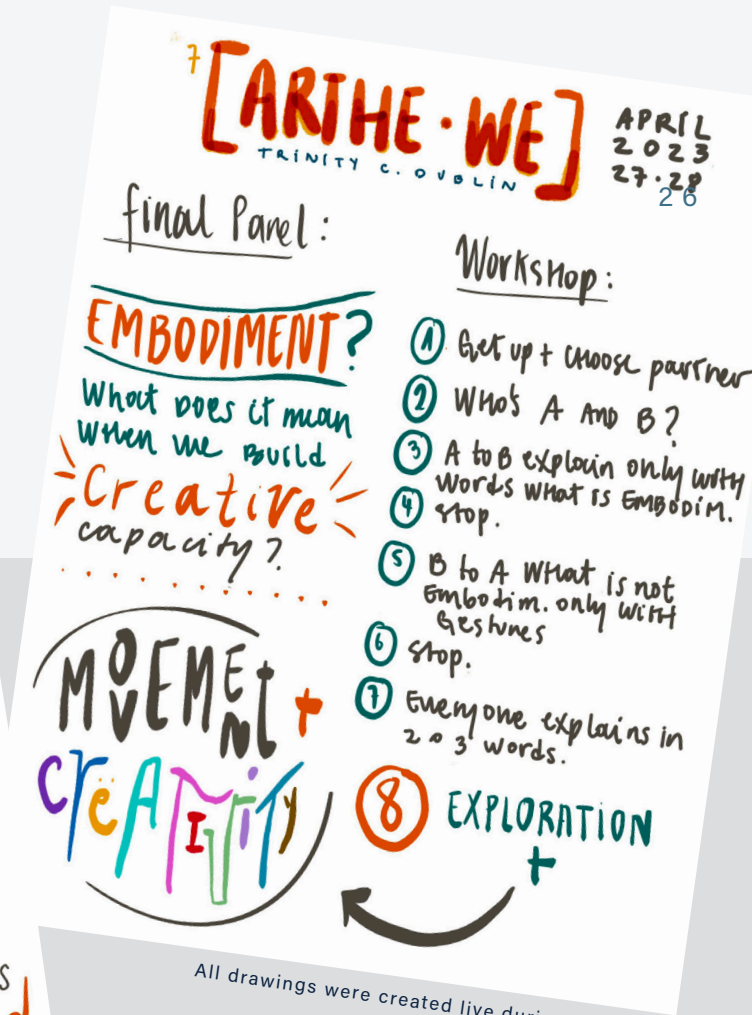 7
[ARTHE·WE]
TRINITY C. DUBLIN
APRIL
2023
27·28
26
final Panel:
EMBODIMENT?
What DOES it mean
When we BUILD
Creative
capacity?
MOVEMENt +
CrëATIVITY
Workshop:
1 Get up + choose partner
2 WHO's A AND B?
3 A to B explain only with
words what is EMBODIM.
4 stop.
5 B to A What is not
Embodim. only with
Gestures
6 stop.
7 Everyone explains in
2 o 3 words.
8 EXPLORATION
+
s
All drawings were created live